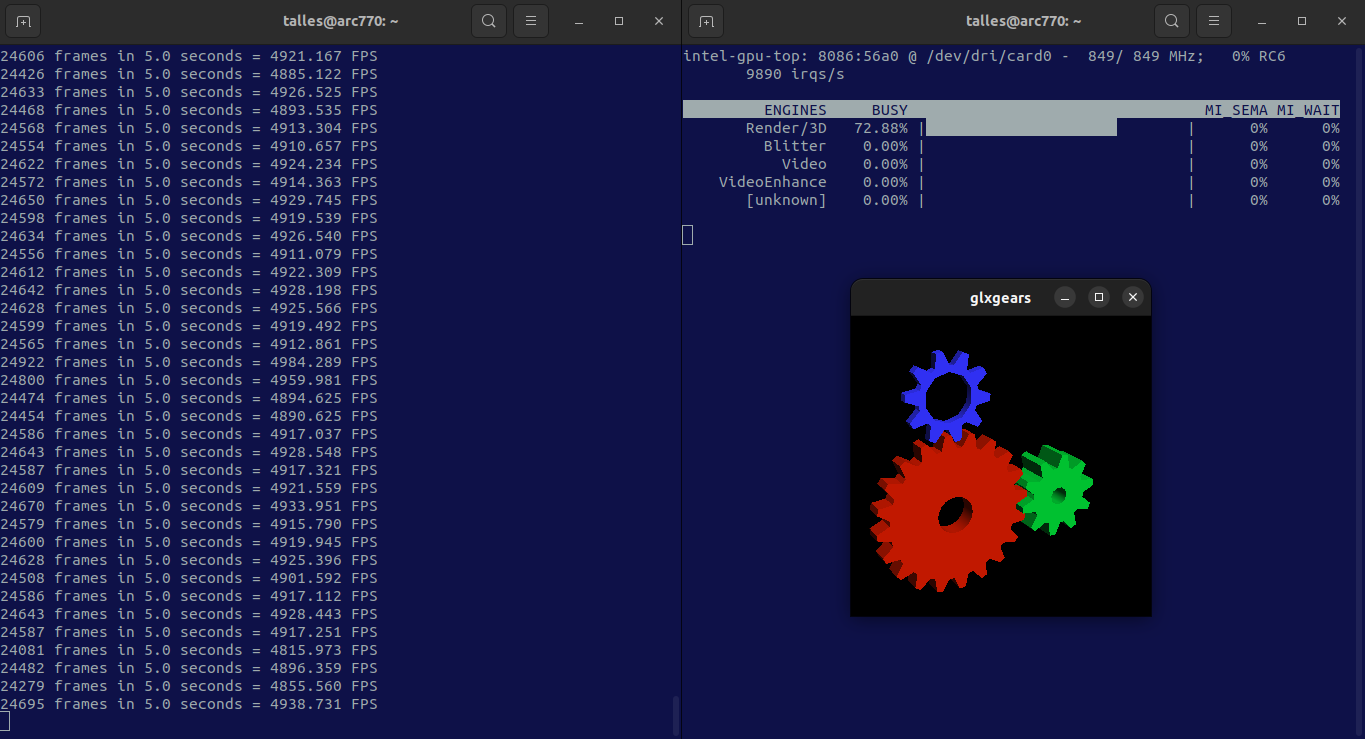 talles@arc770: ~
24606 frames in 5.0 seconds = 4921.167 FPS
24426 frames in 5.0 seconds = 4885.122 FPS
24633 frames in 5.0 seconds = 4926.525 FPS
24468 frames in 5.0 seconds = 4893.535 FPS
24568 frames in 5.0 seconds = 4913.304 FPS
24554 frames in 5.0 seconds = 4910.657 FPS
24622 frames in 5.0 seconds = 4924.234 FPS
24572 frames in 5.0 seconds = 4914.363 FPS
24650 frames in 5.0 seconds = 4929.745 FPS
24598 frames in 5.0 seconds = 4919.539 FPS
24634 frames in 5.0 seconds = 4926.540 FPS
24556 frames in 5.0 seconds = 4911.079 FPS
24612 frames in 5.0 seconds = 4922.309 FPS
24642 frames in 5.0 seconds = 4928.198 FPS
24628 frames in 5.0 seconds = 4925.566 FPS
24599 frames in 5.0 seconds = 4919.492 FPS
24565 frames in 5.0 seconds = 4912.861 FPS
24922 frames in 5.0 seconds = 4984.289 FPS
24800 frames in 5.0 seconds = 4959.981 FPS
24474 frames in 5.0 seconds = 4894.625 FPS
24454 frames in 5.0 seconds = 4890.625 FPS
24586 frames in 5.0 seconds = 4917.037 FPS
24643 frames in 5.0 seconds = 4928.548 FPS
24587 frames in 5.0 seconds = 4917.321 FPS
24609 frames in 5.0 seconds = 4921.559 FPS
24670 frames in 5.0 seconds = 4933.951 FPS
24579 frames in 5.0 seconds = 4915.790 FPS
24600 frames in 5.0 seconds = 4919.945 FPS
24628 frames in 5.0 seconds = 4925.396 FPS
24508 frames in 5.0 seconds = 4901.592 FPS
24586 frames in 5.0 seconds = 4917.112 FPS
24643 frames in 5.0 seconds = 4928.443 FPS
24587 frames in 5.0 seconds = 4917.251 FPS
24081 frames in 5.0 seconds = 4815.973 FPS
24482 frames in 5.0 seconds = 4896.359 FPS
24279 frames in 5.0 seconds = 4855.560 FPS
24695 frames in 5.0 seconds = 4938.731 FPS
talles@arc770: ~
intel-gpu-top: 8086:56a0 @ /dev/dri/card0 -  849/ 849 MHz;   0% RC6
9890 irqs/s
ENGINES     BUSY     MI_SEMA MI_WAIT
Render/3D   72.88% |     |      0%      0%
Blitter    0.00% |     |      0%      0%
Video    0.00% |     |      0%      0%
VideoEnhance    0.00% |     |      0%      0%
[unknown]    0.00% |     |      0%      0%
glxgears